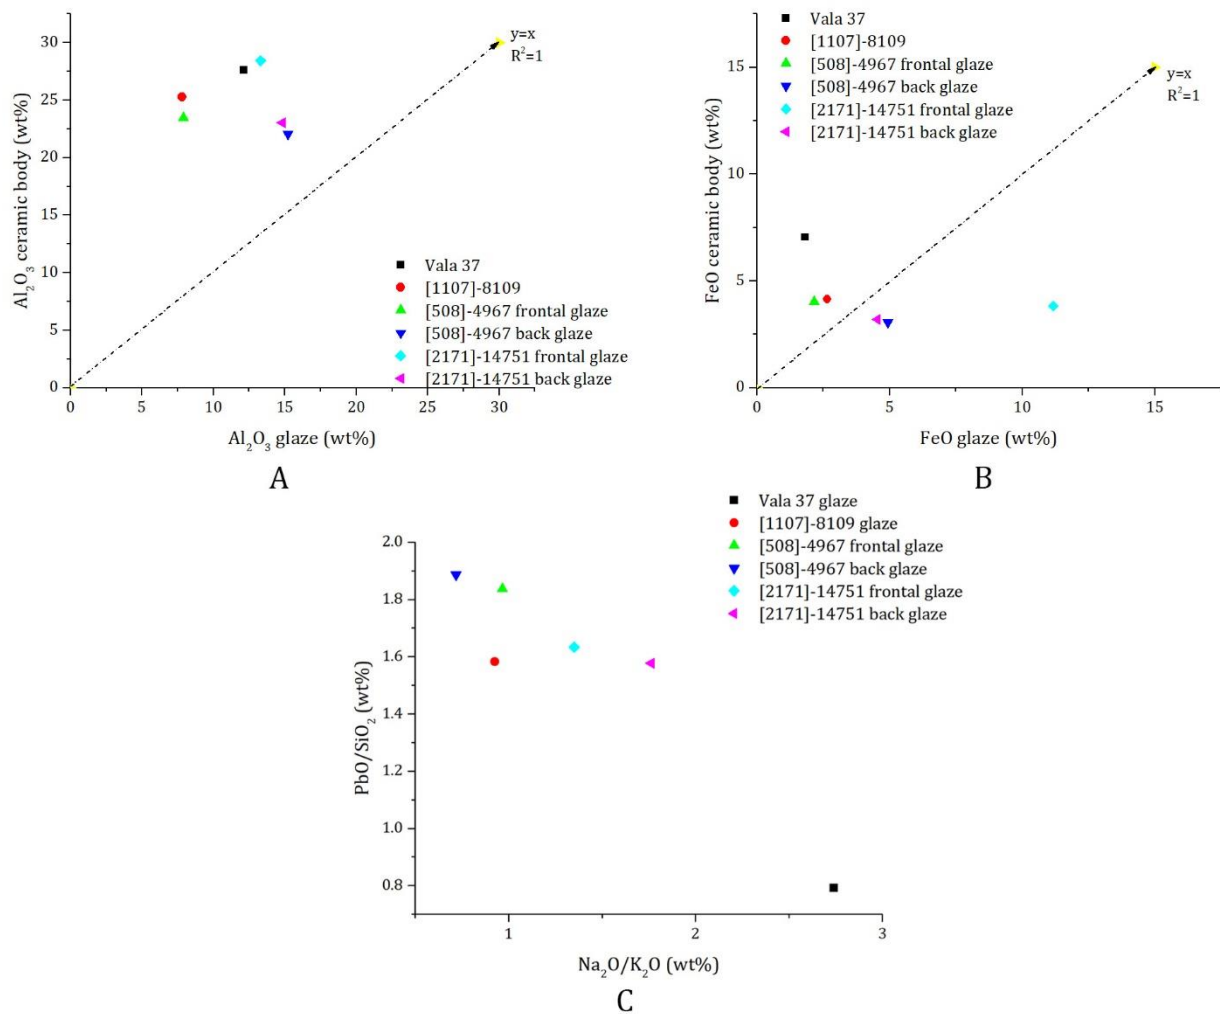 30
25
20
15
10
5
0
Al₂O₃ ceramic body (wt%)
y=x
R²=1
Vala 37
[1107]-8109
[508]-4967 frontal glaze
[508]-4967 back glaze
[2171]-14751 frontal glaze
[2171]-14751 back glaze
0 5 10 15 20 25 30 35
Al₂O₃ glaze (wt%)
A
Vala 37
[1107]-8109
[508]-4967 frontal glaze
[508]-4967 back glaze
[2171]-14751 frontal glaze
[2171]-14751 back glaze
15
10
5
0
FeO ceramic body (wt%)
y=x
R²=1
0 5 10 15
FeO glaze (wt%)
B
Vala 37 glaze
[1107]-8109 glaze
[508]-4967 frontal glaze
[508]-4967 back glaze
[2171]-14751 frontal glaze
[2171]-14751 back glaze
2.0
1.8
1.6
1.4
1.2
1.0
0.8
PbO/SiO₂ (wt%)
1 2 3
Na₂O/K₂O (wt%)
C